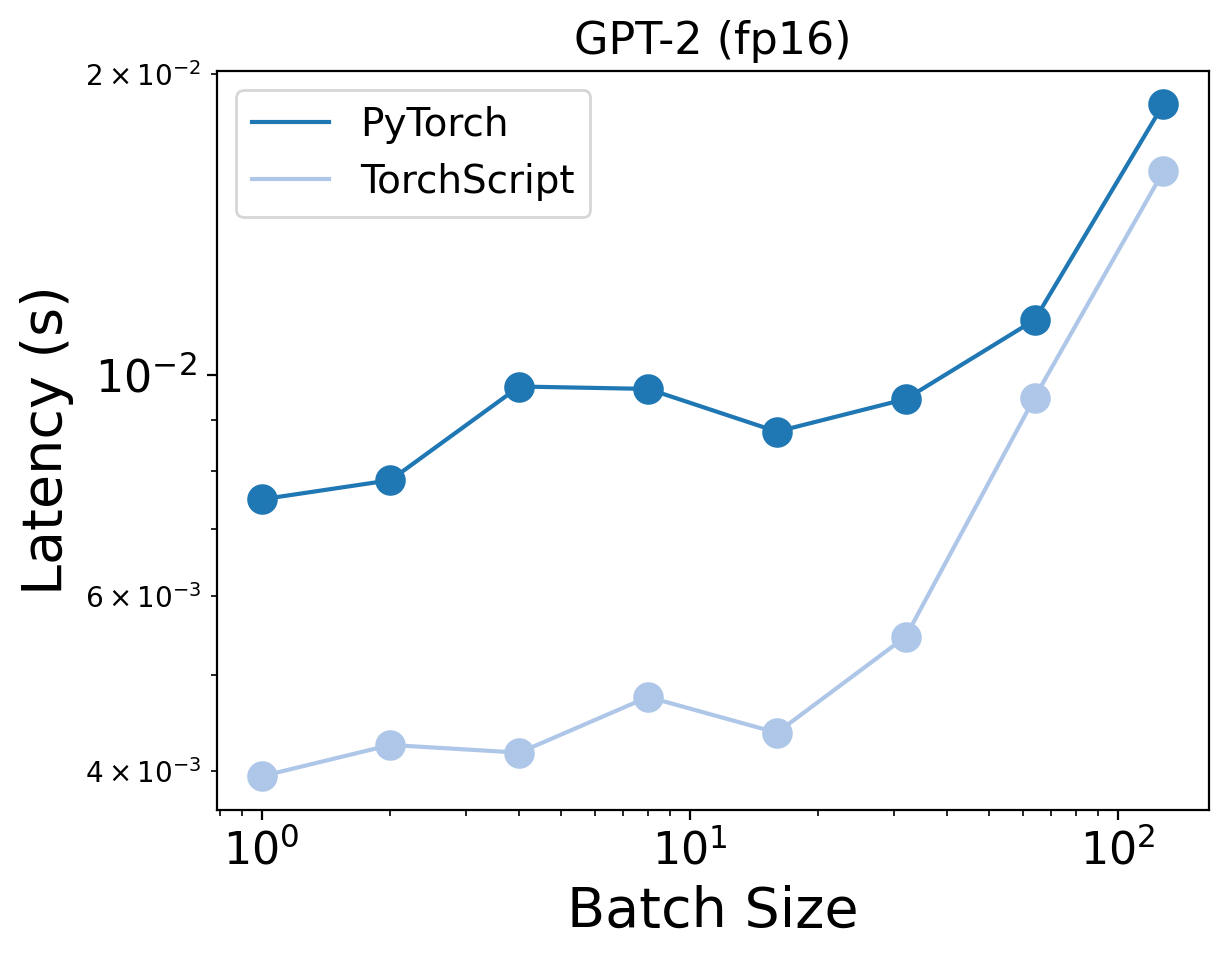 GPT-2 (fp16)
PyTorch
TorchScript
Latency (s)
2 × 10⁻²
10⁻²
6 × 10⁻³
4 × 10⁻³
10⁰ 10¹ 10²
Batch Size